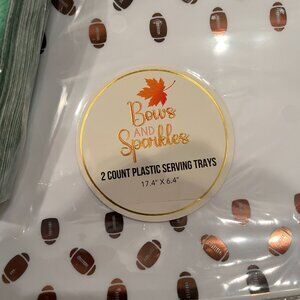 Bows
AND
Sparkles
2 COUNT PLASTIC SERVING TRAYS
17.4" X 6.4"